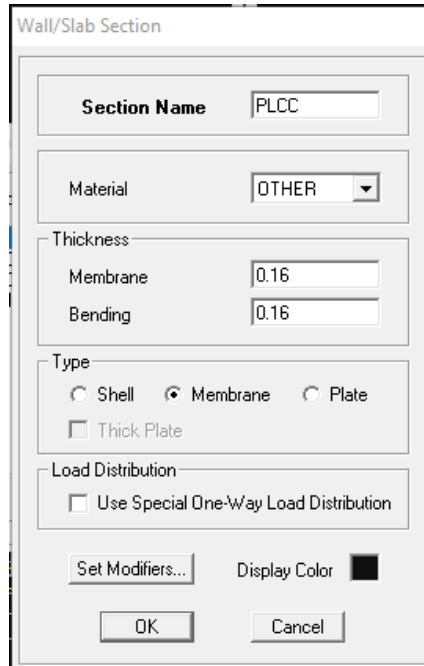 Wall/Slab Section
Section Name PLCC
Material OTHER
Thickness
Membrane 0.16
Bending 0.16
Type
Shell Membrane Plate
Thick Plate
Load Distribution
Use Special One-Way Load Distribution
Set Modifiers... Display Color
OK Cancel